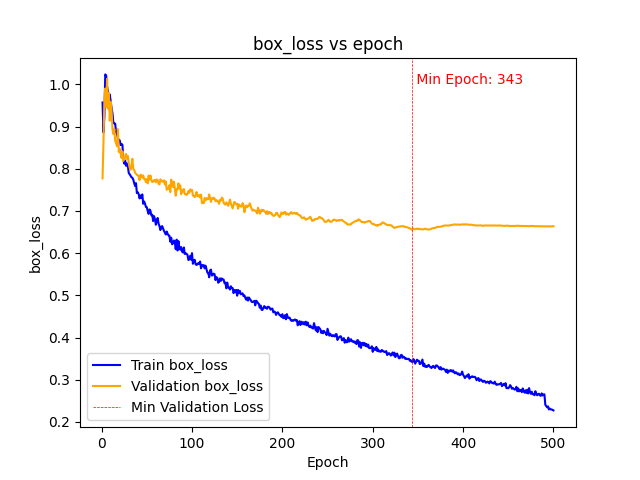 box_loss vs epoch
Min Epoch: 343
1.0
0.9
0.8
0.7
0.6
0.5
0.4
0.3
0.2
box_loss
Train box_loss
Validation box_loss
Min Validation Loss
0
100
200
300
400
500
Epoch